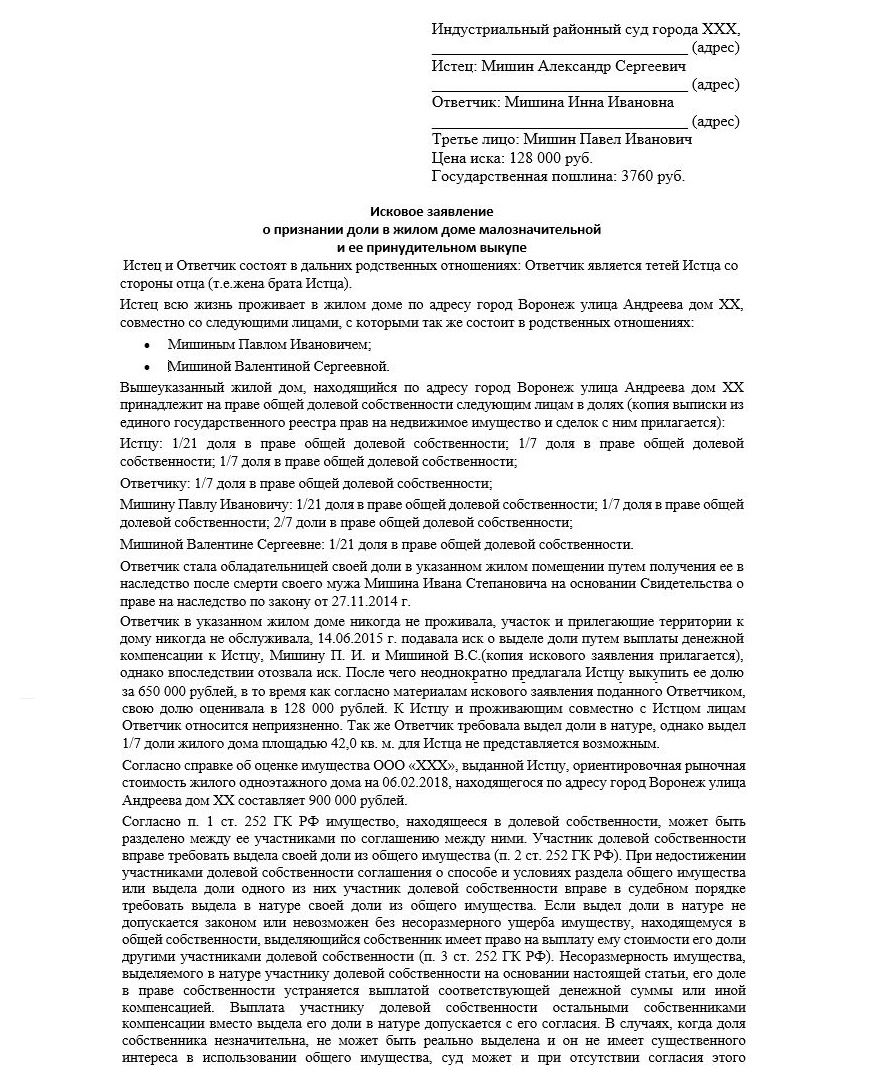 Индустриальный районный суд города XXX,
________________________________ (адрес)
Истец: Мишин Александр Сергеевич
________________________________ (адрес)
Ответчик: Мишина Инна Ивановна
________________________________ (адрес)
Третье лицо: Мишин Павел Иванович
Цена иска: 128 000 руб.
Государственная пошлина: 3760 руб.
Исковое заявление
о признании доли в жилом доме малозначительной
и ее принудительном выкупе
Истец и Ответчик состоят в дальних родственных отношениях: Ответчик является тетей Истца со
стороны отца (т.е.жена брата Истца).
Истец всю жизнь проживает в жилом доме по адресу город Воронеж улица Андреева дом XX,
совместно со следующими лицами, с которыми так же состоит в родственных отношениях:
• Мишиным Павлом Ивановичем;
• Мишиной Валентиной Сергеевной.
Вышеуказанный жилой дом, находящийся по адресу город Воронеж улица Андреева дом XX
принадлежит на праве общей долевой собственности следующим лицам в долях (копия выписки из
единого государственного реестра прав на недвижимое имущество и сделок с ним прилагается):
Истцу: 1/21 доля в праве общей долевой собственности; 1/7 доля в праве общей долевой
собственности; 1/7 доля в праве общей долевой собственности;
Ответчику: 1/7 доля в праве общей долевой собственности;
Мишину Павлу Ивановичу: 1/21 доля в праве общей долевой собственности; 1/7 доля в праве общей
долевой собственности; 2/7 доли в праве общей долевой собственности;
Мишиной Валентине Сергеевне: 1/21 доля в праве общей долевой собственности.
Ответчик стала обладательницей своей доли в указанном жилом помещении путем получения ее в
наследство после смерти своего мужа Мишина Ивана Степановича на основании Свидетельства о
праве на наследство по закону от 27.11.2014 г.
Ответчик в указанном жилом доме никогда не проживала, участок и прилегающие территории к
дому никогда не обслуживала, 14.06.2015 г. подавала иск о выделе доли путем выплаты денежной
компенсации к Истцу, Мишину П. И. и Мишиной В.С.(копия искового заявления прилагается),
однако впоследствии отозвала иск. После чего неоднократно предлагала Истцу выкупить ее долю
за 650 000 рублей, в то время как согласно материалам искового заявления поданного Ответчиком,
свою долю оценивала в 128 000 рублей. К Истцу и проживающим совместно с Истцом лицам
Ответчик относится неприязненно. Так же Ответчик требовала выдел доли в натуре, однако выдел
1/7 доли жилого дома площадью 42,0 кв. м. для Истца не представляется возможным.
Согласно справке об оценке имущества ООО «XXX», выданной Истцу, ориентировочная рыночная
стоимость жилого одноэтажного дома на 06.02.2018, находящегося по адресу город Воронеж улица
Андреева дом XX составляет 900 000 рублей.
Согласно п. 1 ст. 252 ГК РФ имущество, находящееся в долевой собственности, может быть
разделено между ее участниками по соглашению между ними. Участник долевой собственности
вправе требовать выдела своей доли из общего имущества (п. 2 ст. 252 ГК РФ). При недостижении
участниками долевой собственности соглашения о способе и условиях раздела общего имущества
или выдела доли одного из них участник долевой собственности вправе в судебном порядке
требовать выдела в натуре своей доли из общего имущества. Если выдел доли в натуре не
допускается законом или невозможен без несоразмерного ущерба имуществу, находящемуся в
общей собственности, выделяющийся собственник имеет право на выплату ему стоимости его доли
другими участниками долевой собственности (п. 3 ст. 252 ГК РФ). Несоразмерность имущества,
выделяемого в натуре участнику долевой собственности на основании настоящей статьи, его доле
в праве собственности устраняется выплатой соответствующей денежной суммы или иной
компенсацией. Выплата участнику долевой собственности остальными собственниками
компенсации вместо выдела его доли в натуре допускается с его согласия. В случаях, когда доля
собственника незначительна, не может быть реально выделена и он не имеет существенного
интереса в использовании общего имущества, суд может и при отсутствии согласия этого